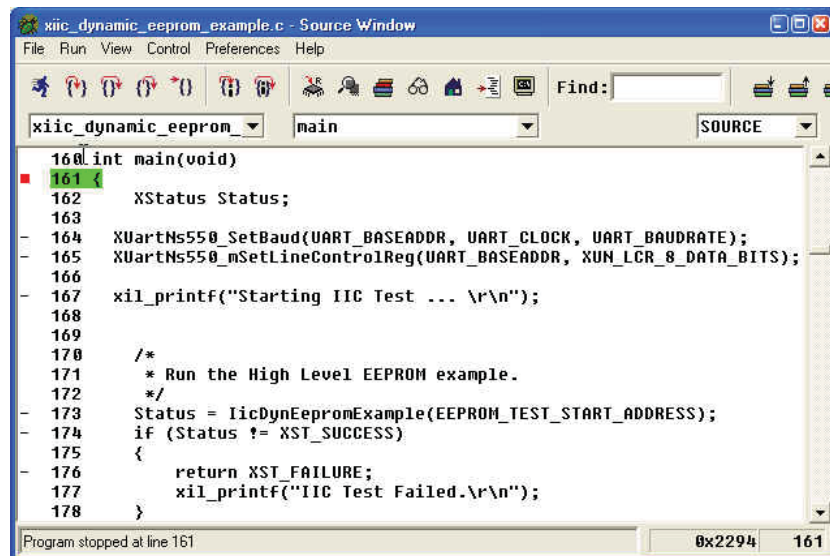 xiic_dynamic_eeprom_example.c - Source Window
File Run View Control Preferences Help
Find:
xiic_dynamic_eeprom_ main SOURCE
160 int main(void)
161 {
162 XStatus Status;
163
- 164 XUartNs550_SetBaud(UART_BASEADDR, UART_CLOCK, UART_BAUDRATE);
- 165 XUartNs550_mSetLineControlReg(UART_BASEADDR, XUN_LCR_8_DATA_BITS);
166
- 167 xil_printf("Starting IIC Test ... \r\n");
168
169
170 /*
171 * Run the High Level EEPROM example.
172 */
- 173 Status = IicDynEepromExample(EEPROM_TEST_START_ADDRESS);
- 174 if (Status != XST_SUCCESS)
175 {
- 176 return XST_FAILURE;
177 xil_printf("IIC Test Failed.\r\n");
178 }
Program stopped at line 161 0x2294 161